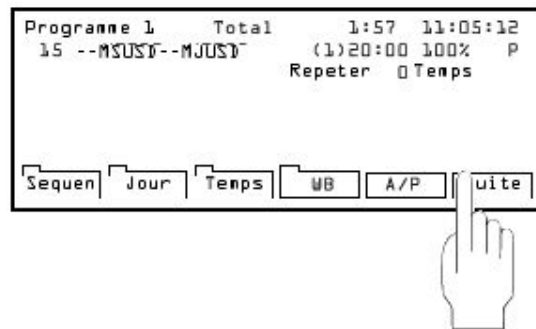 Programme 1 Total 1:57 11:05:12
15 --MSUSD--MJUSD (1)20:00 100% P
Repeter 0 Temps
Sequen Jour Temps WB A/P uite